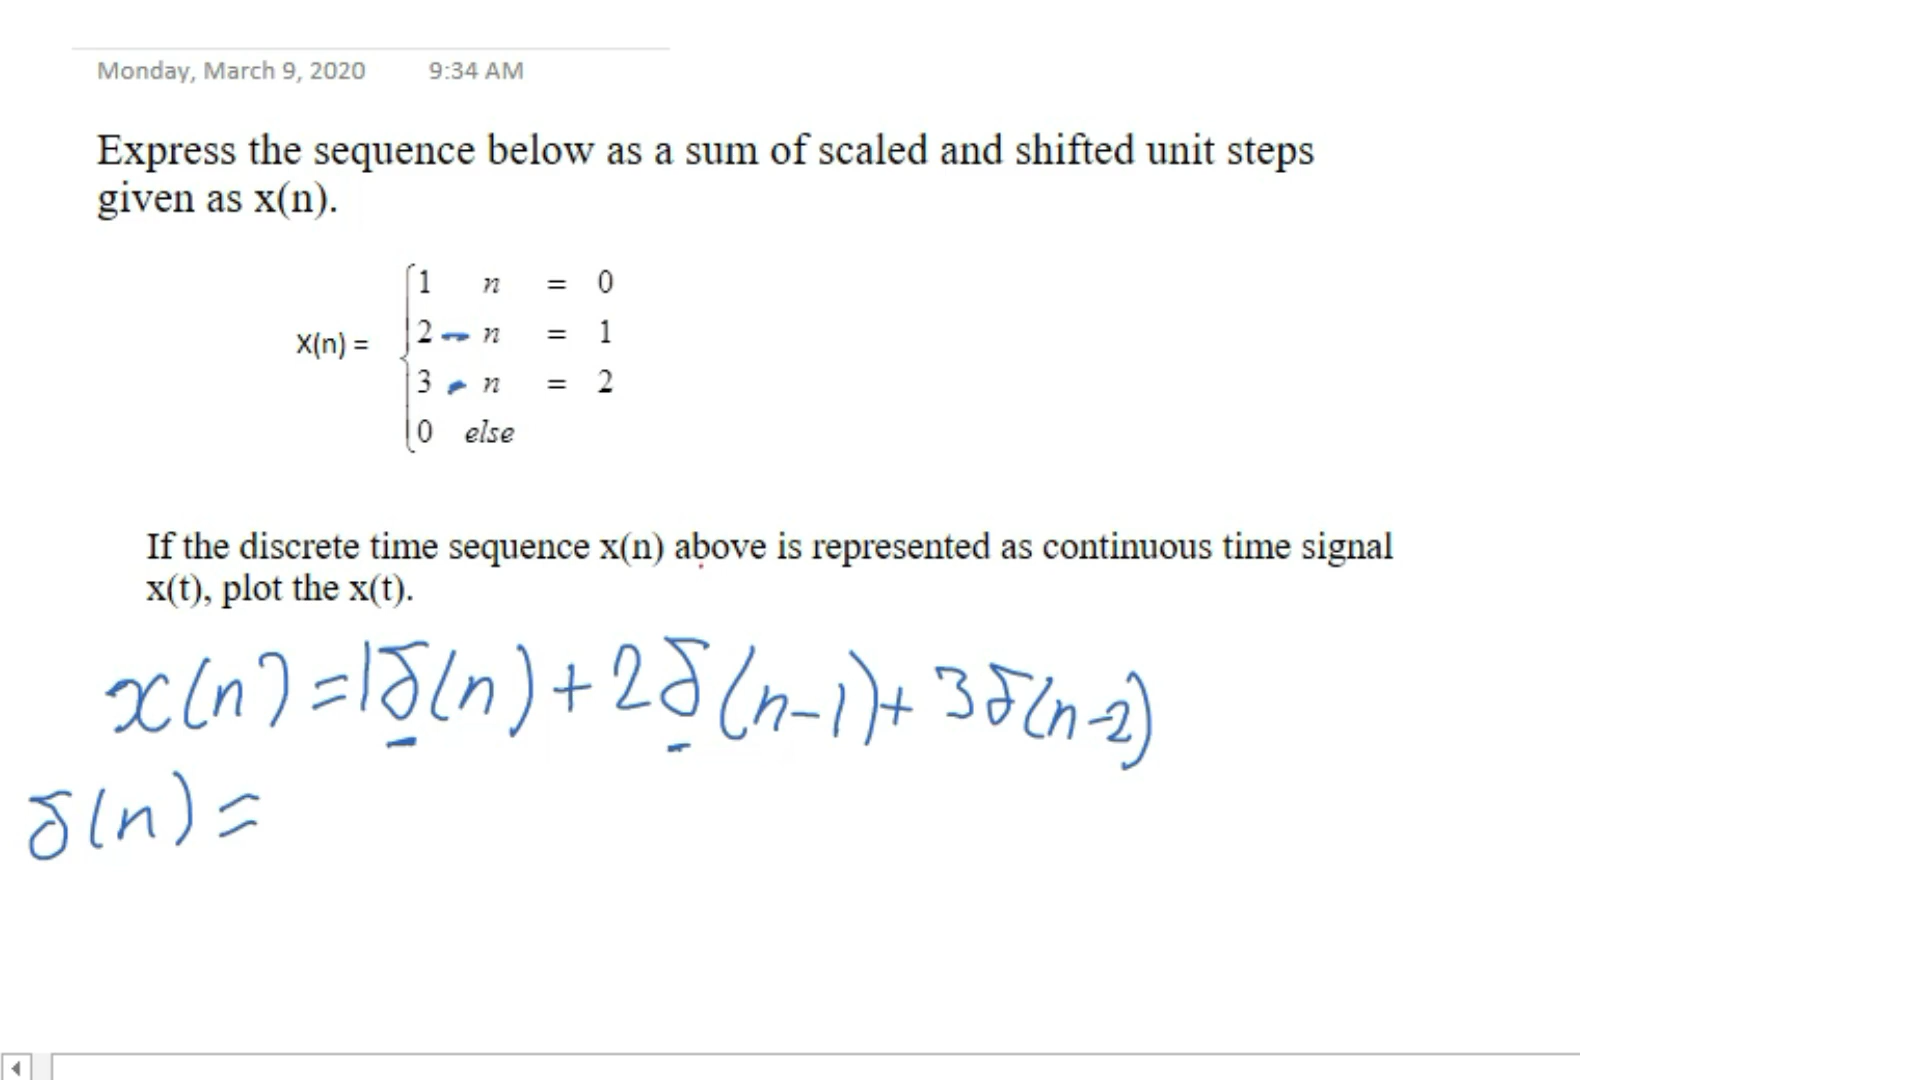 Monday, March 9, 2020 9:34 AM
Express the sequence below as a sum of scaled and shifted unit steps
given as x(n).
X(n) =
1 n = 0
2 - n = 1
3 - n = 2
0 else
If the discrete time sequence x(n) above is represented as continuous time signal
x(t), plot the x(t).
x(n) = 1δ(n) + 2δ(n-1) + 3δ(n-2)
δ(n) =